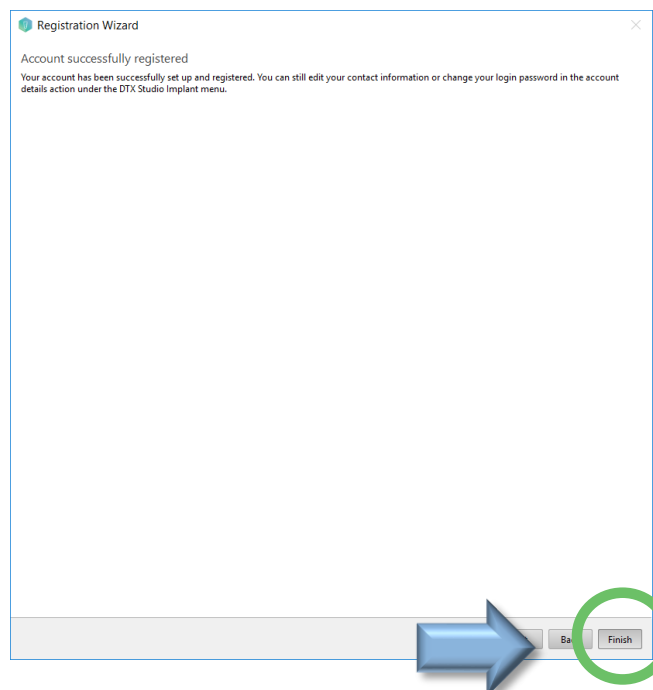 Registration Wizard
Account successfully registered
Your account has been successfully set up and registered. You can still edit your contact information or change your login password in the account
details action under the DTX Studio Implant menu.
Finish